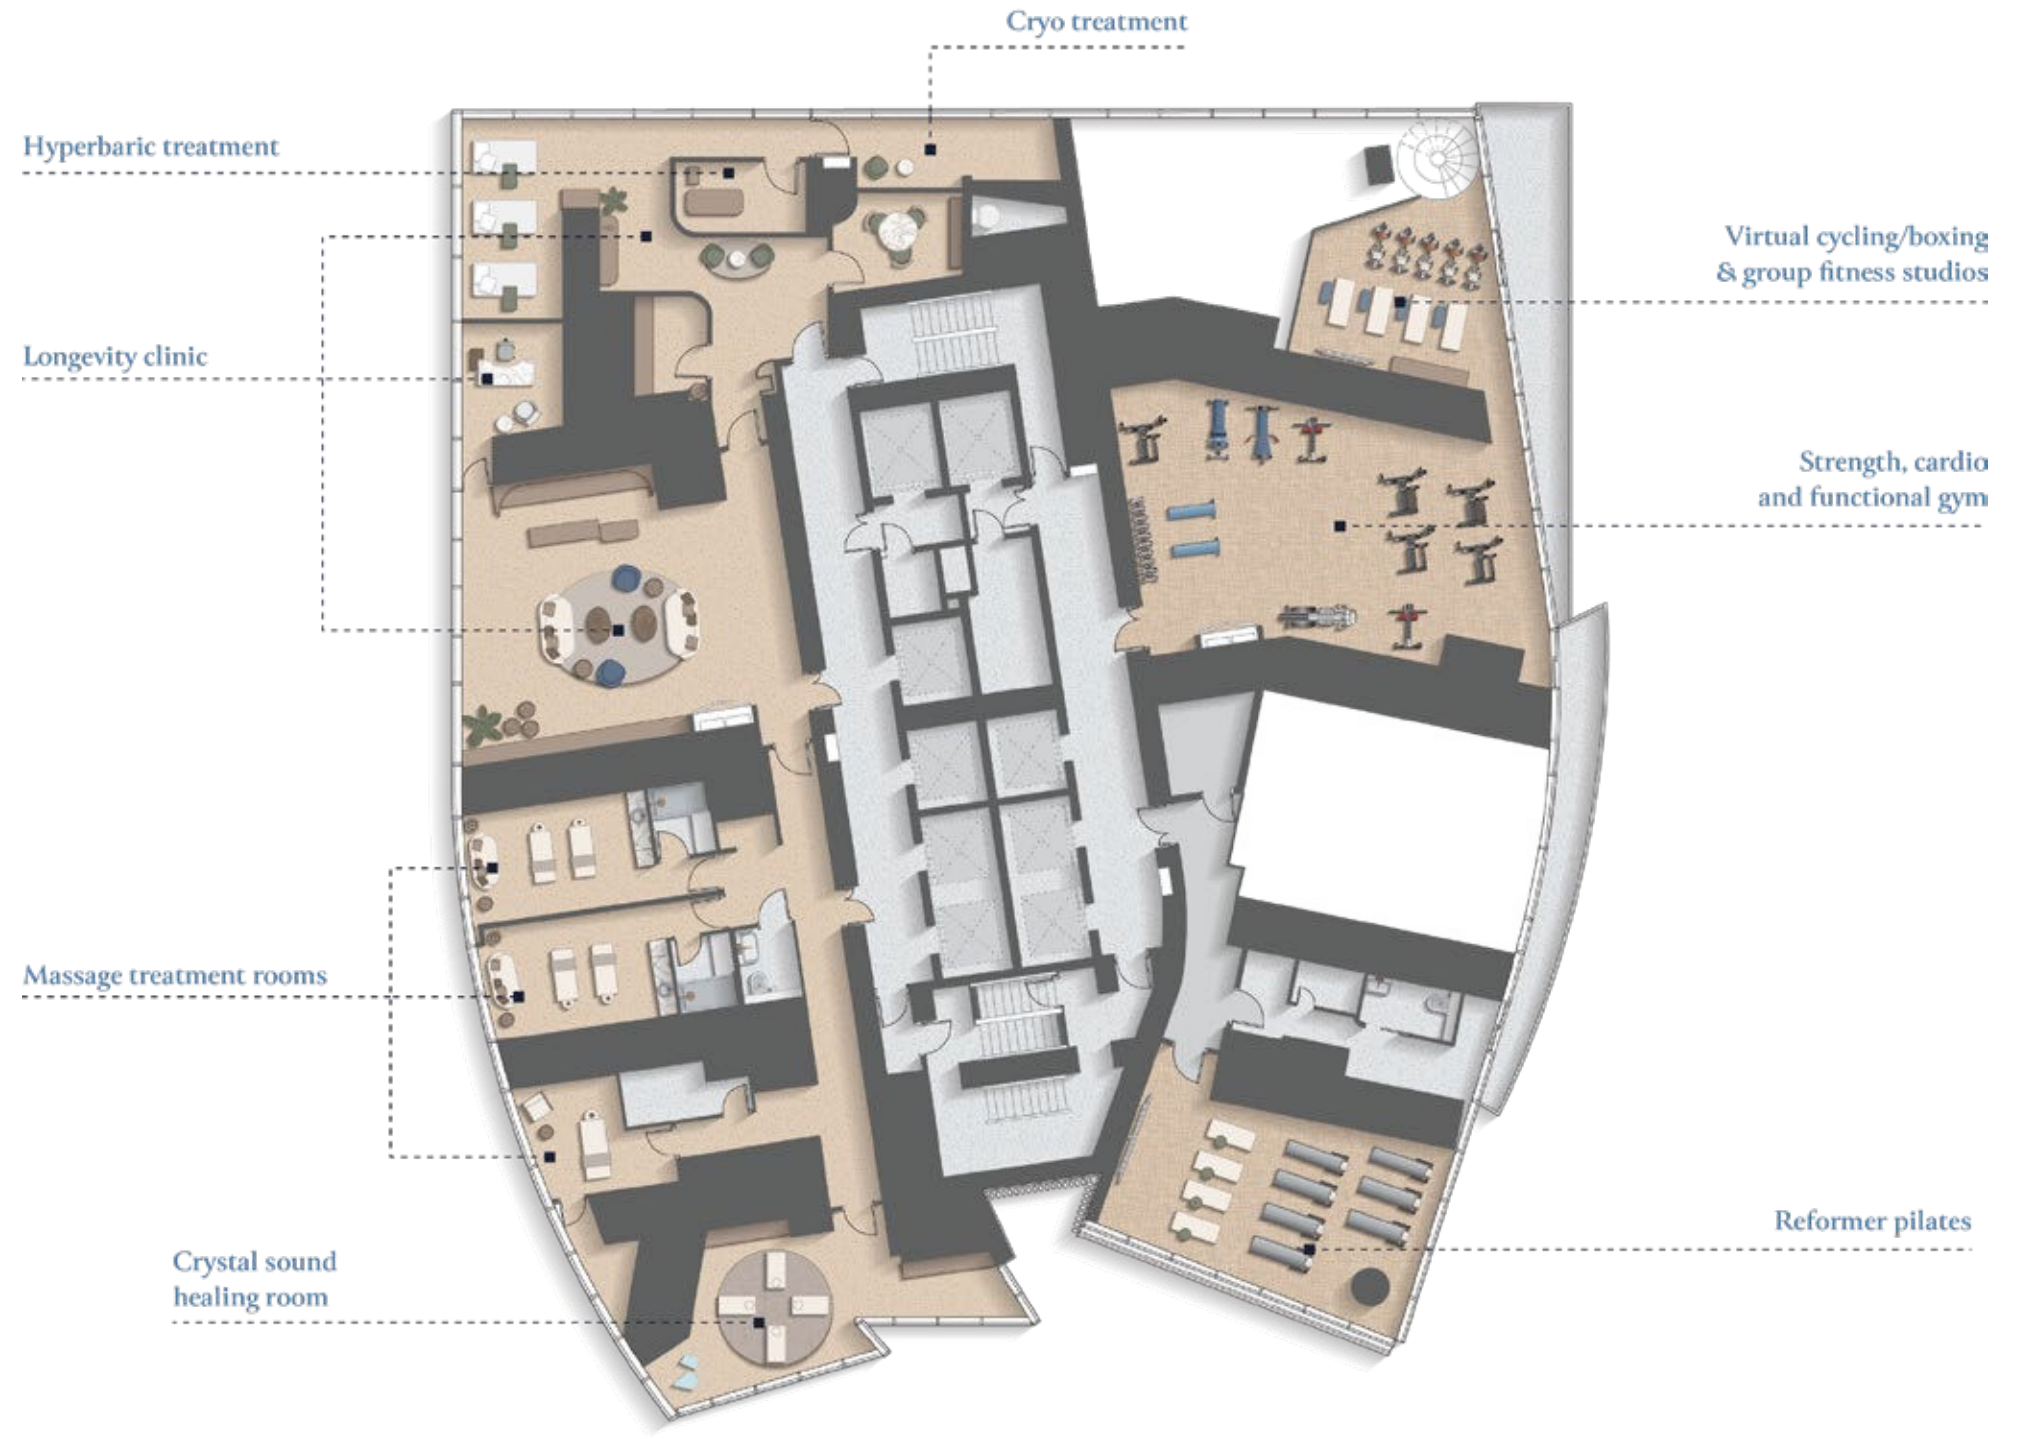 Cryo treatment
Hyperbaric treatment
Virtual cycling/boxing
& group fitness studios
Longevity clinic
Strength, cardio
and functional gym
Massage treatment rooms
Reformer pilates
Crystal sound
healing room